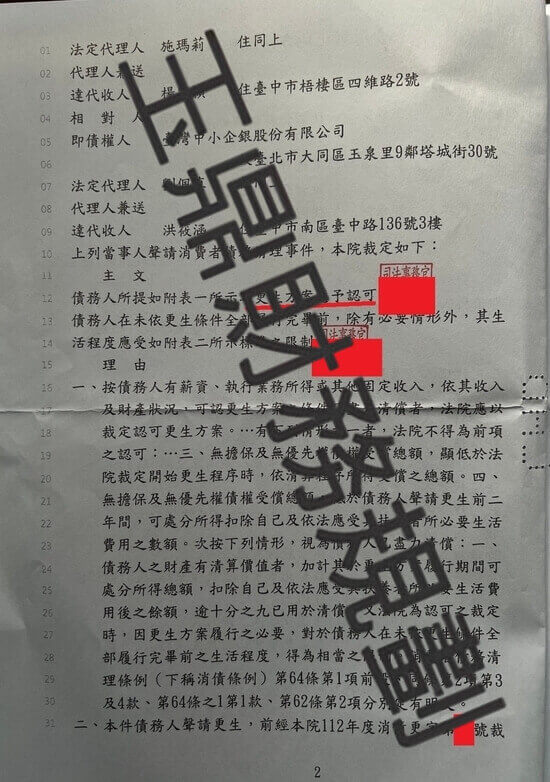 01 法定代理人 施瑪莉 住同上
02 代理人兼送
03 達代收人 住臺中市梧棲區四維路2號
04 相對人
05 即債權人 臺灣中小企銀股份有限公司
06 臺北市大同區玉泉里9鄰塔城街30號
07 法定代理人
08 代理人兼送
09 達代收人 洪筱涵 臺中市南區臺中路136號3樓
10 上列當事人聲請消費者債務清理事件，本院裁定如下：
11 主文
司法事務官
12 債務人所提如附表一所示之更生方案應予認可
13 債務人在未依更生條件全部履行完畢前，除有必要情形外，其生
司法事務官
14 活程度應受如附表二所示標準之限制
15 理由
16 一、按債務人有薪資、執行業務所得或其他固定收入，依其收入
17 及財產狀況，可認更生方案之條件 清償者，法院應以
18 裁定認可更生方案。…有下列情形之一者，法院不得為前項
19 之認可：…三、無擔保及無優先權債權受償總額，顯低於法
20 院裁定開始更生程序時，依清算程序所得受償之總額。四、
21 無擔保及無優先權債權受償總額，低於債務人聲請更生前二
22 年間，可處分所得扣除自己及依法應受其扶養者所必要生活
23 費用之數額。次按下列情形，視為債務人已盡力清償：一、
24 債務人之財產有清算價值者，加計其於更生方案履行期間可
25 處分所得總額，扣除自己及依法應受其扶養者所必要生活費
26 用後之餘額，逾十分之九已用於清償。又法院為認可之裁定
27 時，因更生方案履行之必要，對於債務人在未依更生條件全
28 部履行完畢前之生活程度，得為相當之限制，消費者債務清
29 理條例（下稱消債條例）第64條第1項前段、同條第2項第3
30 及4款、第64條之1第1款、第62條第2項分別定有明文。
31 二、本件債務人聲請更生，前經本院112年度消債更字第 號裁
2
玉鼎財務規劃